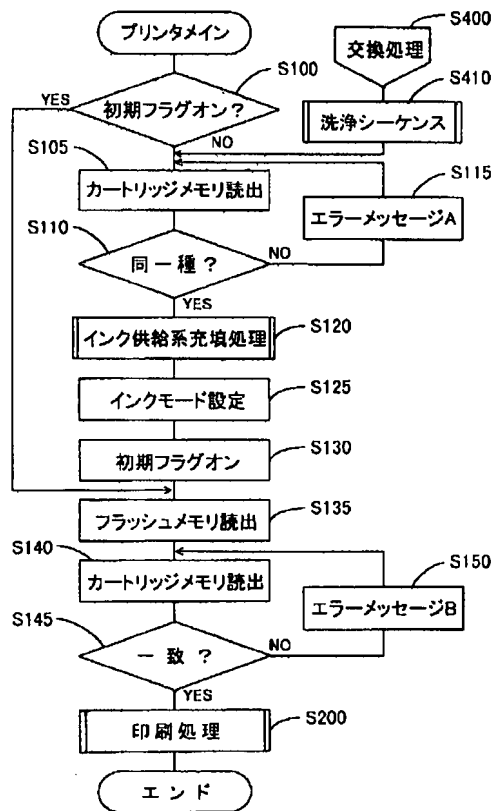 プリンタメイン
S400
交換処理
S100
初期フラグオン?
YES
NO
S410
洗浄シーケンス
S105
カートリッジメモリ読出
S115
エラーメッセージA
S110
同一種?
NO
YES
S120
インク供給系充填処理
S125
インクモード設定
S130
初期フラグオン
S135
フラッシュメモリ読出
S140
カートリッジメモリ読出
S150
エラーメッセージB
S145
一致?
NO
YES
S200
印刷処理
エンド